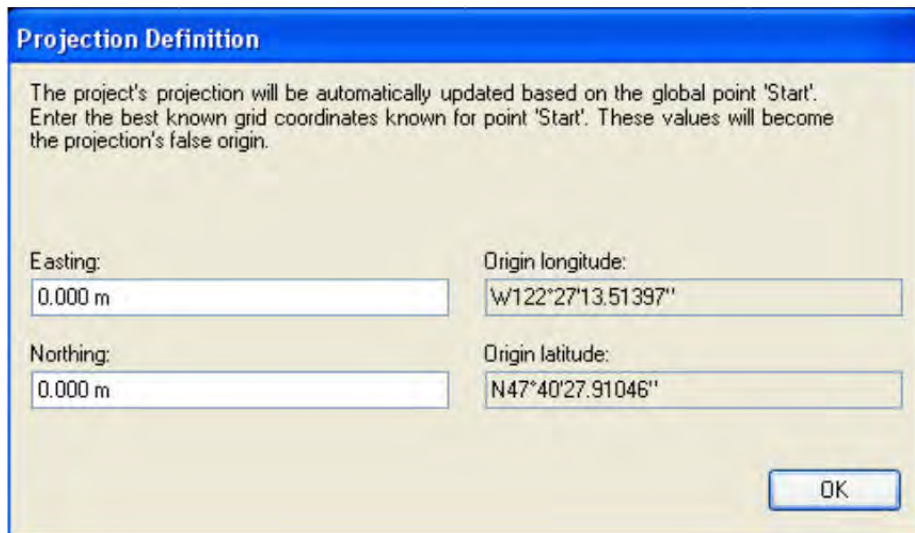 Projection Definition
The project's projection will be automatically updated based on the global point 'Start'.
Enter the best known grid coordinates known for point 'Start'. These values will become
the projection's false origin.
Easting:
0.000 m
Origin longitude:
W122°27'13.51397"
Northing:
0.000 m
Origin latitude:
N47°40'27.91046"
OK